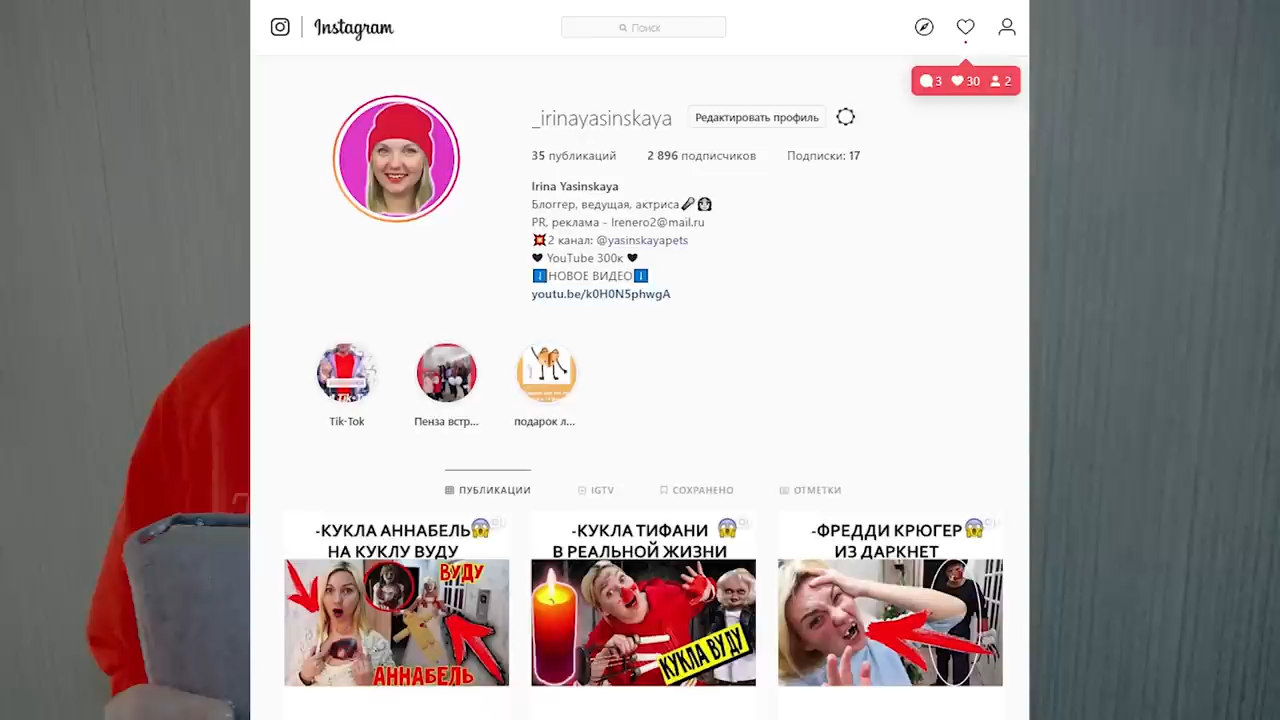 Instagram
Поиск
3 30 2
_irinayasinskaya Редактировать профиль
35 публикаций 2 896 подписчиков Подписки: 17
Irina Yasinskaya
Блоггер, ведущая, актриса
PR, реклама - Irenero2@mail.ru
2 канал: @yasinskayapets
YouTube 300к
НОВОЕ ВИДЕО
youtu.be/k0H0N5phwgA
Tik-Tok Пенза встр... подарок л...
ПУБЛИКАЦИИ IGTV СОХРАНЕНО ОТМЕТКИ
-КУКЛА АННАБЕЛЬ
НА КУКЛУ ВУДУ
ВУДУ
АННАБЕЛЬ
-КУКЛА ТИФАНИ
В РЕАЛЬНОЙ ЖИЗНИ
КУКЛА ВУДУ
-ФРЕДДИ КРЮГЕР
ИЗ ДАРКНЕТ